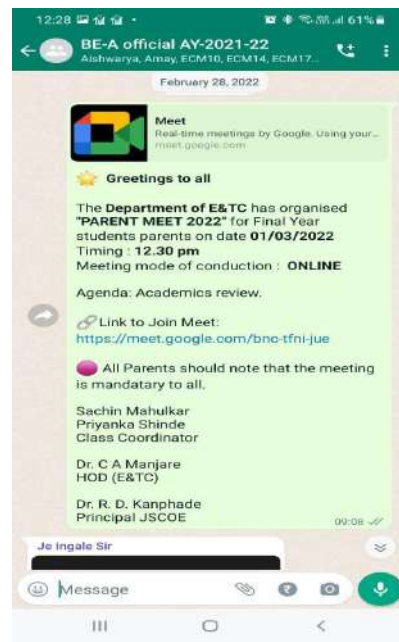 12:28
61%
BE-A official AY-2021-22
Aishwarya, Amay, ECM10, ECM14, ECM17...
February 28, 2022
Meet
Real-time meetings by Google. Using your...
meet.google.com
Greetings to all
The Department of E&TC has organised
"PARENT MEET 2022" for Final Year
students parents on date 01/03/2022
Timing : 12.30 pm
Meeting mode of conduction : ONLINE
Agenda: Academics review.
Link to Join Meet:
https://meet.google.com/bnc-tfni-jue
All Parents should note that the meeting
is mandatary to all.
Sachin Mahulkar
Priyanka Shinde
Class Coordinator
Dr. C A Manjare
HOD (E&TC)
Dr. R. D. Kanphade
Principal JSCOE
09:08
Je Ingale Sir
Message